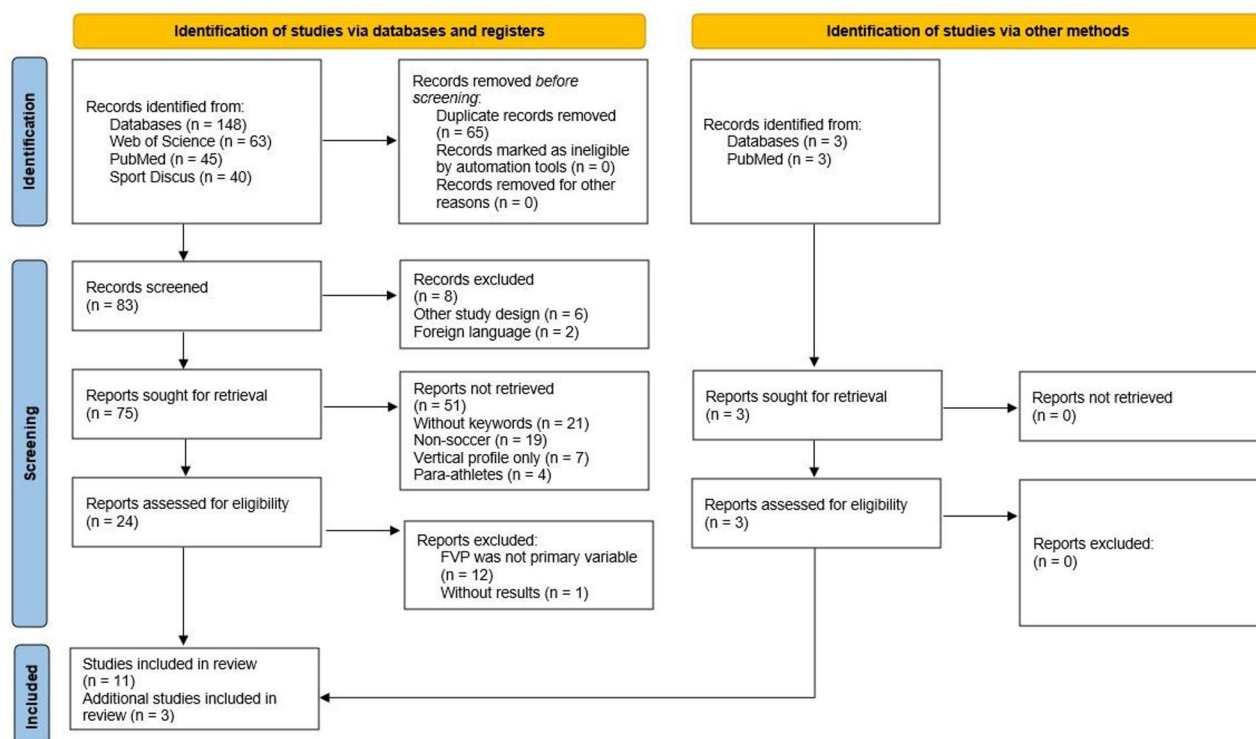 Identification of studies via databases and registers
Identification of studies via other methods
Identification
Records identified from:
Databases (n = 148)
Web of Science (n = 63)
PubMed (n = 45)
Sport Discus (n = 40)
Records removed before
screening:
Duplicate records removed
(n = 65)
Records marked as ineligible
by automation tools (n = 0)
Records removed for other
reasons (n = 0)
Records identified from:
Databases (n = 3)
PubMed (n = 3)
Screening
Records screened
(n = 83)
Records excluded
(n = 8)
Other study design (n = 6)
Foreign language (n = 2)
Reports sought for retrieval
(n = 75)
Reports not retrieved
(n = 51)
Without keywords (n = 21)
Non-soccer (n = 19)
Vertical profile only (n = 7)
Para-athletes (n = 4)
Reports sought for retrieval
(n = 3)
Reports not retrieved
(n = 0)
Reports assessed for eligibility
(n = 24)
Reports excluded:
FVP was not primary variable
(n = 12)
Without results (n = 1)
Reports assessed for eligibility
(n = 3)
Reports excluded:
(n = 0)
Included
Studies included in review
(n = 11)
Additional studies included in
review (n = 3)